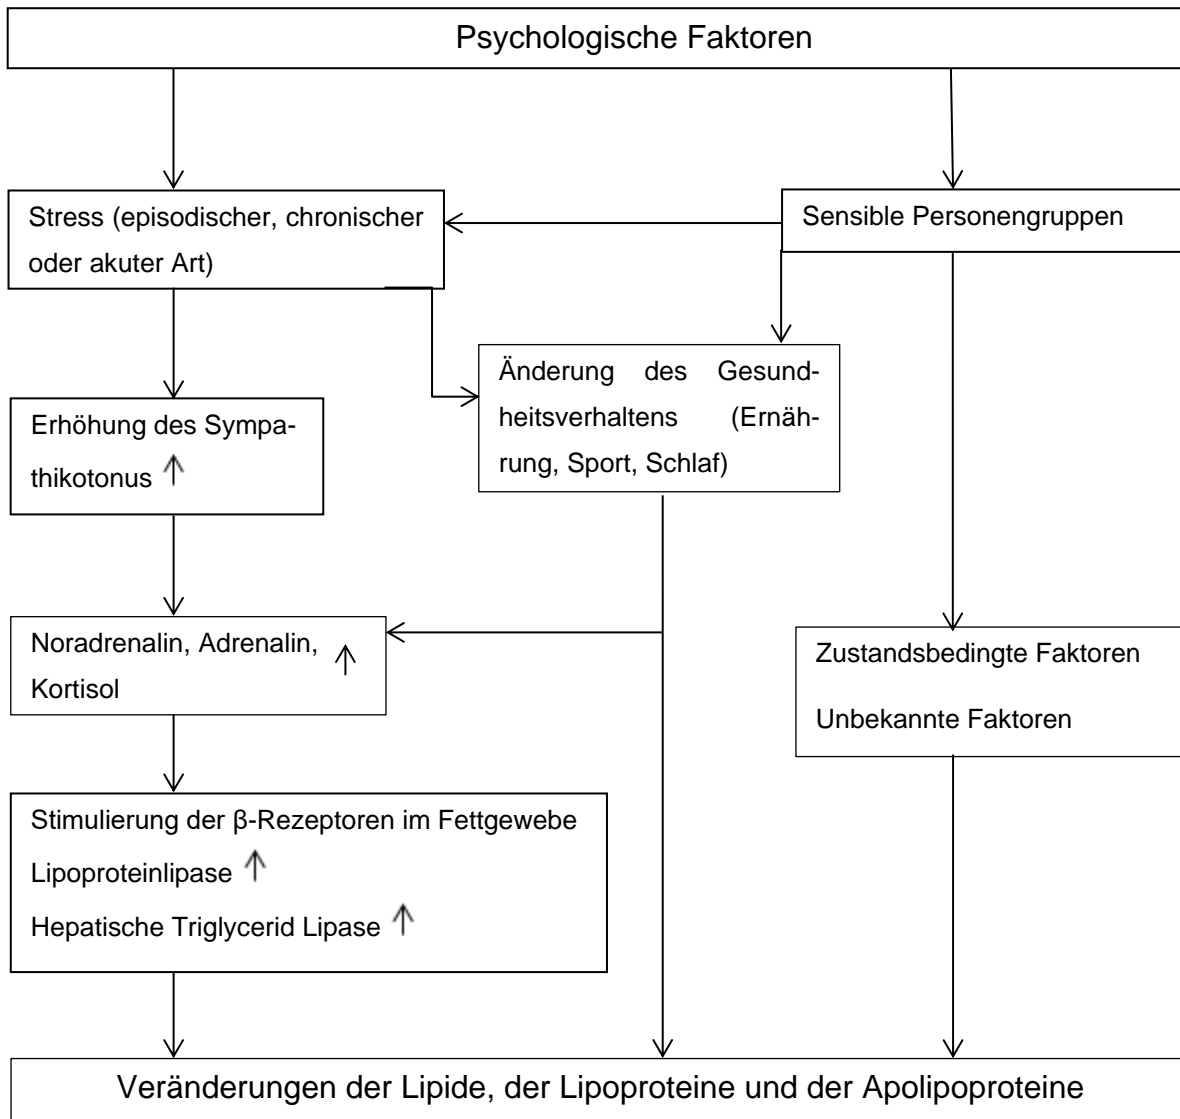 Psychologische Faktoren
Stress (episodischer, chronischer
oder akuter Art)
Sensible Personengruppen
Änderung des Gesund-
heitsverhaltens (Ernäh-
rung, Sport, Schlaf)
Erhöhung des Sympa-
thikotonus ↑
Noradrenalin, Adrenalin, ↑
Kortisol
Zustandsbedingte Faktoren
Unbekannte Faktoren
Stimulierung der β-Rezeptoren im Fettgewebe
Lipoproteinlipase ↑
Hepatische Triglycerid Lipase ↑
Veränderungen der Lipide, der Lipoproteine und der Apolipoproteine